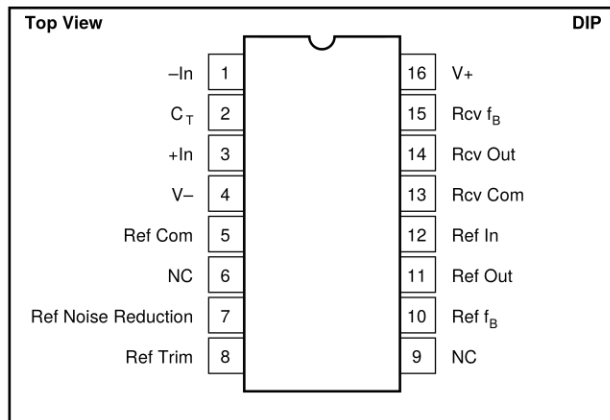 Top View DIP
–In 1 16 V+
C_T 2 15 Rcv f_B
+In 3 14 Rcv Out
V– 4 13 Rcv Com
Ref Com 5 12 Ref In
NC 6 11 Ref Out
Ref Noise Reduction 7 10 Ref f_B
Ref Trim 8 9 NC